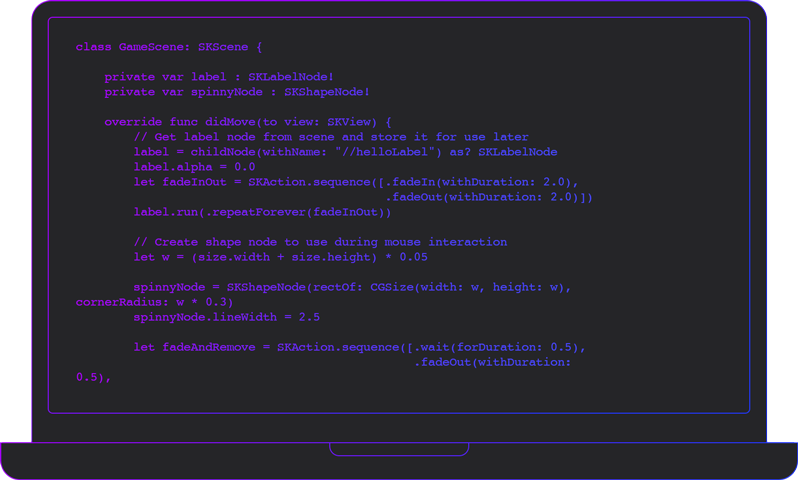 class GameScene: SKScene {
private var label : SKLabelNode!
private var spinnyNode : SKShapeNode!
override func didMove(to view: SKView) {
// Get label node from scene and store it for use later
label = childNode(withName: "//helloLabel") as? SKLabelNode
label.alpha = 0.0
let fadeInOut = SKAction.sequence([.fadeIn(withDuration: 2.0),
.fadeOut(withDuration: 2.0)])
label.run(.repeatForever(fadeInOut))
// Create shape node to use during mouse interaction
let w = (size.width + size.height) * 0.05
spinnyNode = SKShapeNode(rectOf: CGSize(width: w, height: w),
cornerRadius: w * 0.3)
spinnyNode.lineWidth = 2.5
let fadeAndRemove = SKAction.sequence([.wait(forDuration: 0.5),
.fadeOut(withDuration:
0.5),